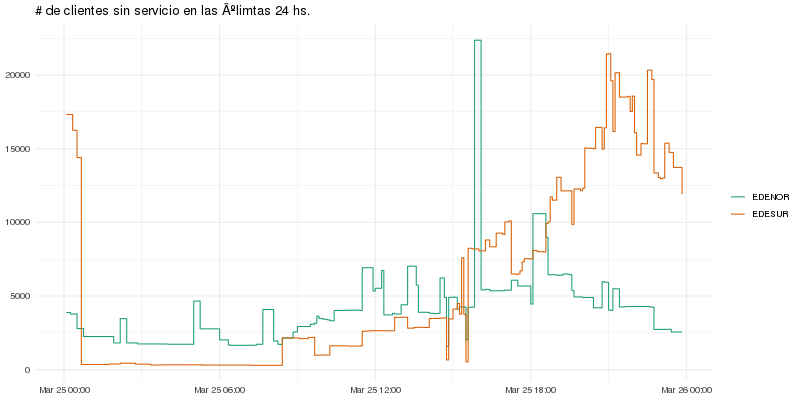 # de clientes sin servicio en las Ãºlimtas 24 hs.
20000
15000
10000
5000
0
EDENOR
EDESUR
Mar 25 00:00 Mar 25 06:00 Mar 25 12:00 Mar 25 18:00 Mar 26 00:00